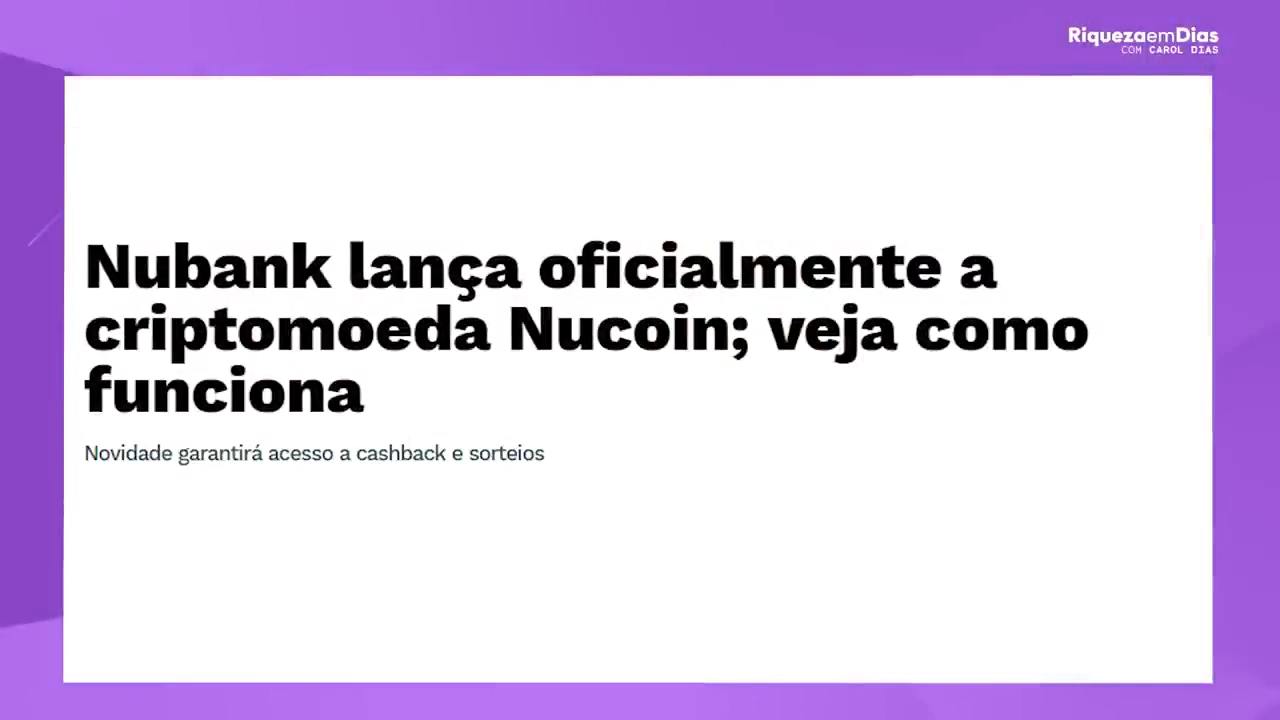 RiquezaemDias
COM CAROL DIAS
Nubank lança oficialmente a
criptomoeda Nucoin; veja como
funciona
Novidade garantirá acesso a cashback e sorteios